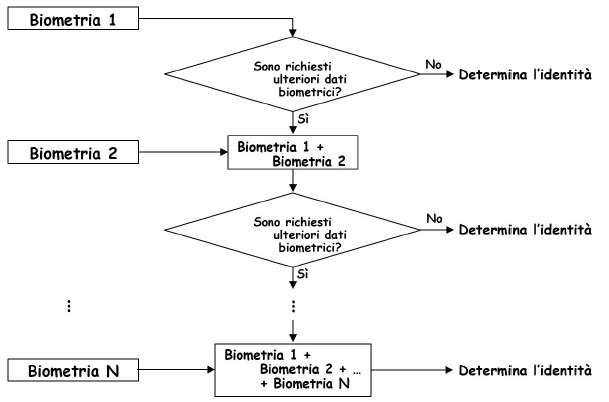 Biometria 1
Sono richiesti
ulteriori dati
biometrici?
No
Determina l'identità
Sì
Biometria 2
Biometria 1 +
Biometria 2
Sono richiesti
ulteriori dati
biometrici?
No
Determina l'identità
Sì
⋮
⋮
Biometria N
Biometria 1 +
Biometria 2 + ...
+ Biometria N
Determina l'identità